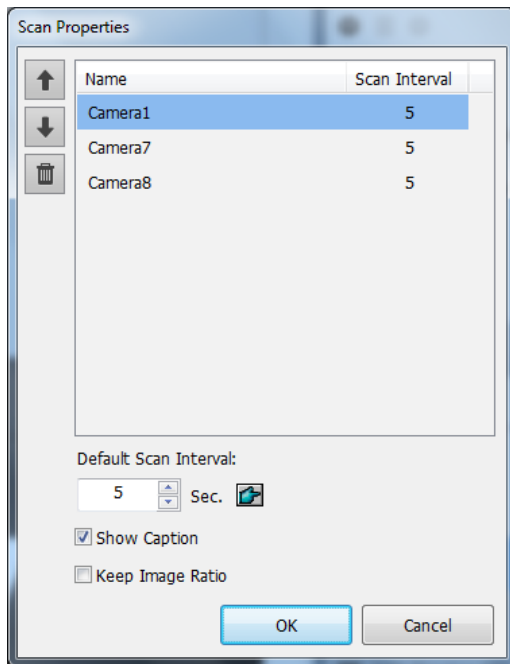 Scan Properties
Name Scan Interval
Camera1 5
Camera7 5
Camera8 5
Default Scan Interval:
5 Sec.
Show Caption
Keep Image Ratio
OK Cancel